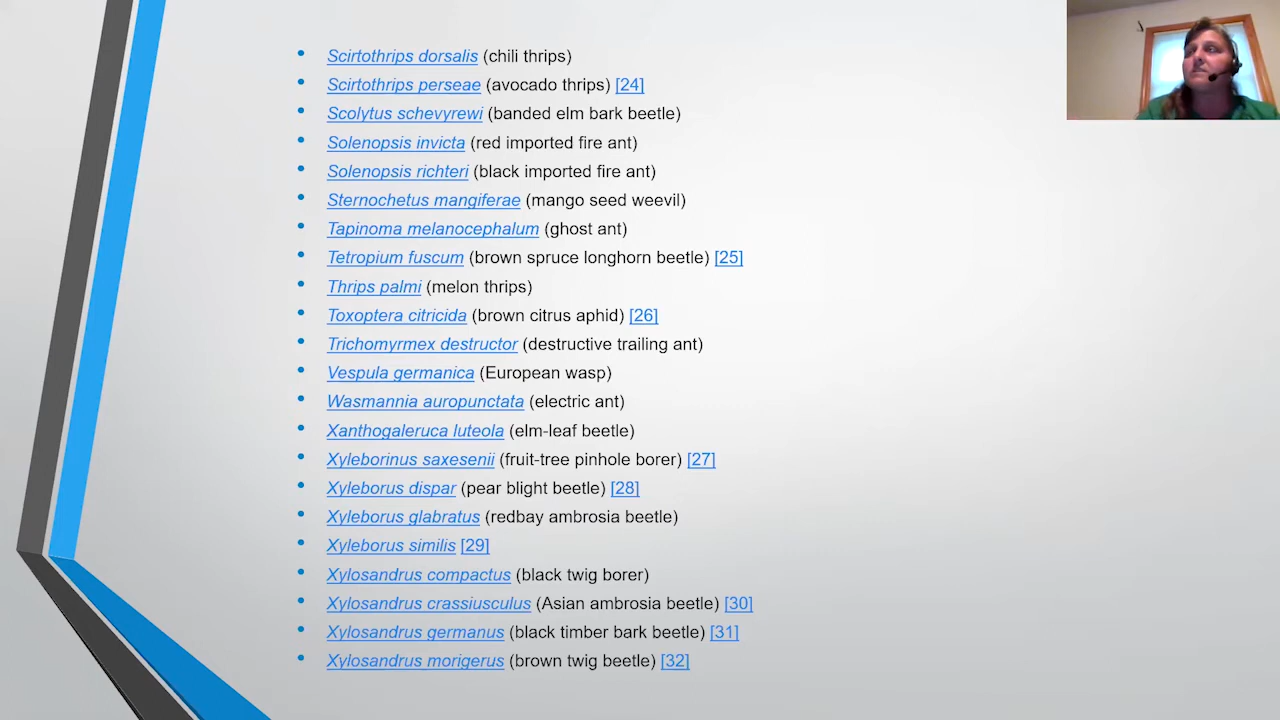 • Scirtothrips dorsalis (chili thrips)
• Scirtothrips perseae (avocado thrips) [24]
• Scolytus schevyrewi (banded elm bark beetle)
• Solenopsis invicta (red imported fire ant)
• Solenopsis richteri (black imported fire ant)
• Sternochetus mangiferae (mango seed weevil)
• Tapinoma melanocephalum (ghost ant)
• Tetropium fuscum (brown spruce longhorn beetle) [25]
• Thrips palmi (melon thrips)
• Toxoptera citricida (brown citrus aphid) [26]
• Trichomyrmex destructor (destructive trailing ant)
• Vespula germanica (European wasp)
• Wasmannia auropunctata (electric ant)
• Xanthogaleruca luteola (elm-leaf beetle)
• Xyleborinus saxesenii (fruit-tree pinhole borer) [27]
• Xyleborus dispar (pear blight beetle) [28]
• Xyleborus glabratus (redbay ambrosia beetle)
• Xyleborus similis [29]
• Xylosandrus compactus (black twig borer)
• Xylosandrus crassiusculus (Asian ambrosia beetle) [30]
• Xylosandrus germanus (black timber bark beetle) [31]
• Xylosandrus morigerus (brown twig beetle) [32]